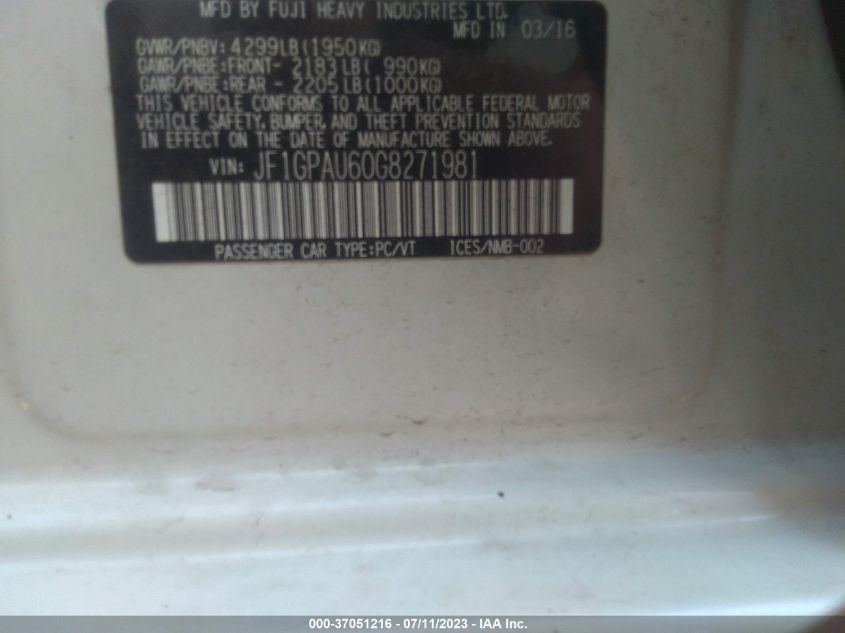 MFD BY FUJI HEAVY INDUSTRIES LTD.
MFD IN 03/16
GVWR/PNBV: 4299LB(1950KG)
GAWR/PNBE:FRONT- 2183LB( 990KG)
GAWR/PNBE:REAR - 2205LB(1000KG)
THIS VEHICLE CONFORMS TO ALL APPLICABLE FEDERAL MOTOR
VEHICLE SAFETY, BUMPER, AND THEFT PREVENTION STANDARDS
IN EFFECT ON THE DATE OF MANUFACTURE SHOWN ABOVE.
VIN: JF1GPAU60G8271981
PASSENGER CAR TYPE:PC/VT ICES/NMB-002
000-37051216 - 07/11/2023 - IAA Inc.